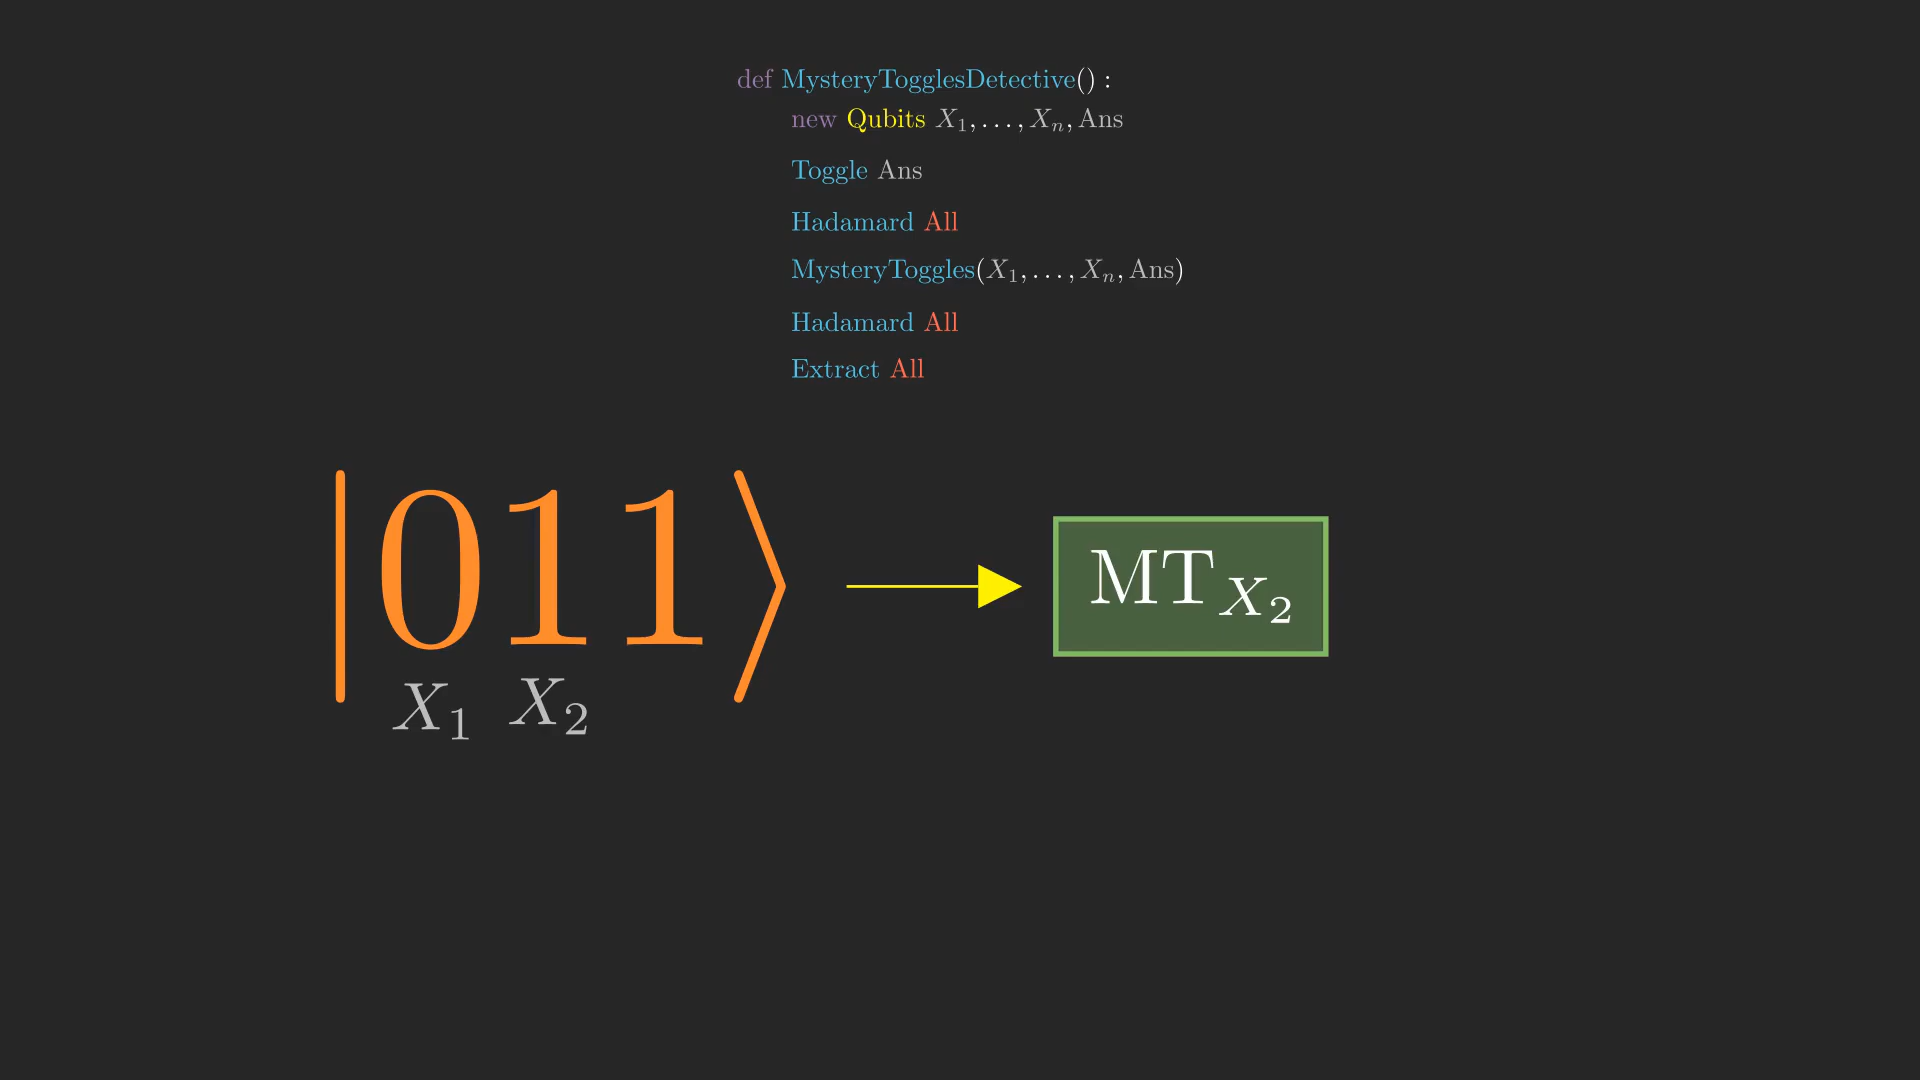 def MysteryTogglesDetective() :
new Qubits X₁, . . . , Xₙ, Ans
Toggle Ans
Hadamard All
MysteryToggles(X₁, . . . , Xₙ, Ans)
Hadamard All
Extract All
|011⟩
MT_X₂
X₁ X₂